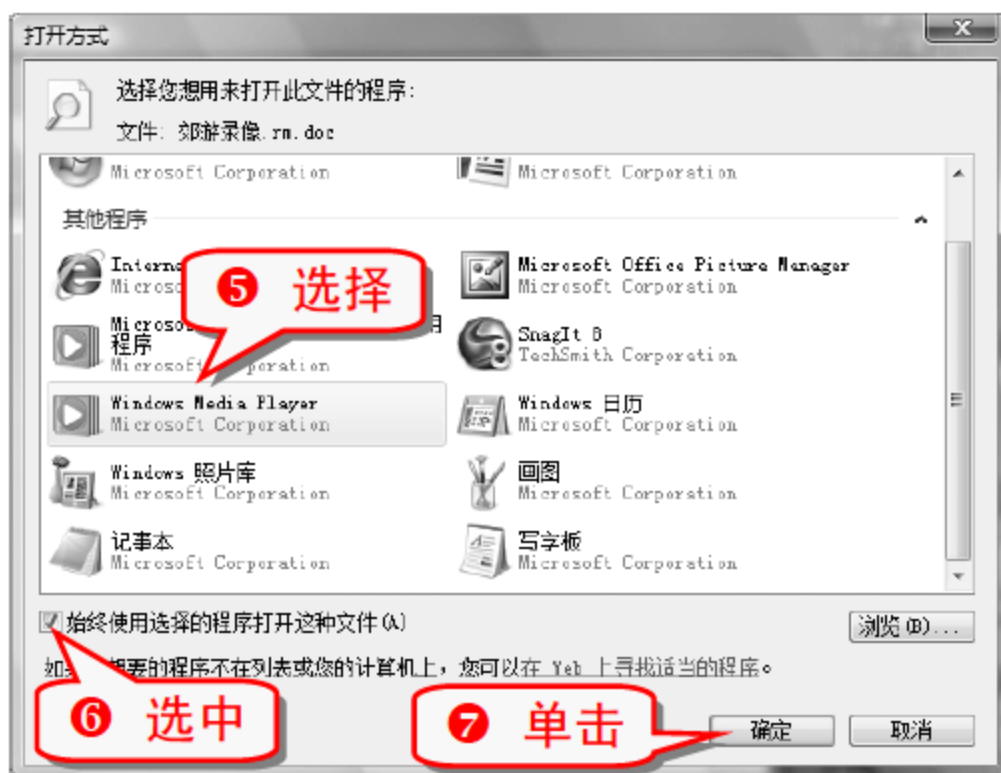 打开方式
选择您想用来打开此文件的程序:
文件: 郊游录像.rm.doc
Microsoft Corporation
Microsoft Corporation
其他程序
Microsoft Office Picture Manager
Microsoft Corporation
❺ 选择
程序
SnagIt 8
TechSmith Corporation
Windows Media Player
Microsoft Corporation
Windows 日历
Microsoft Corporation
Windows 照片库
Microsoft Corporation
画图
Microsoft Corporation
记事本
Microsoft Corporation
写字板
Microsoft Corporation
始终使用选择的程序打开这种文件(A)
浏览(B)...
想要的程序不在列表或您的计算机上，您可以在 Web 上寻找适当的程序。
❻ 选中
❼ 单击
确定
取消